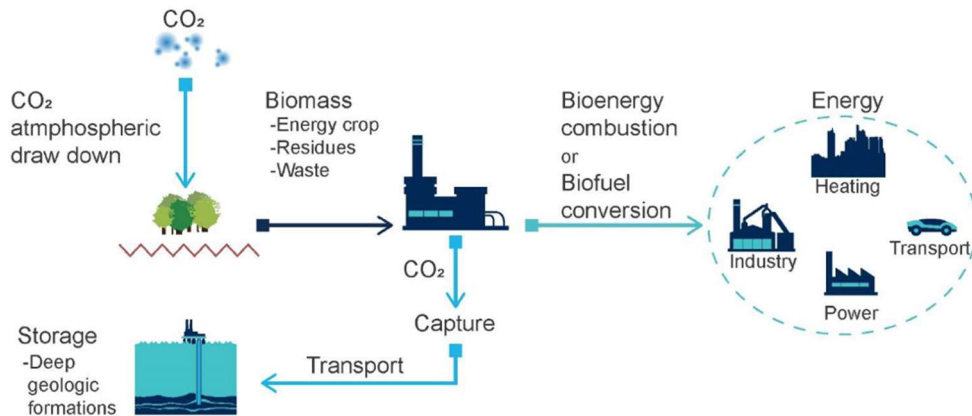 CO₂
CO₂
atmphospheric
draw down
Biomass
-Energy crop
-Residues
-Waste
Bioenergy
combustion
or
Biofuel
conversion
Energy
Heating
Industry
Transport
Power
CO₂
Capture
Transport
Storage
-Deep
geologic
formations